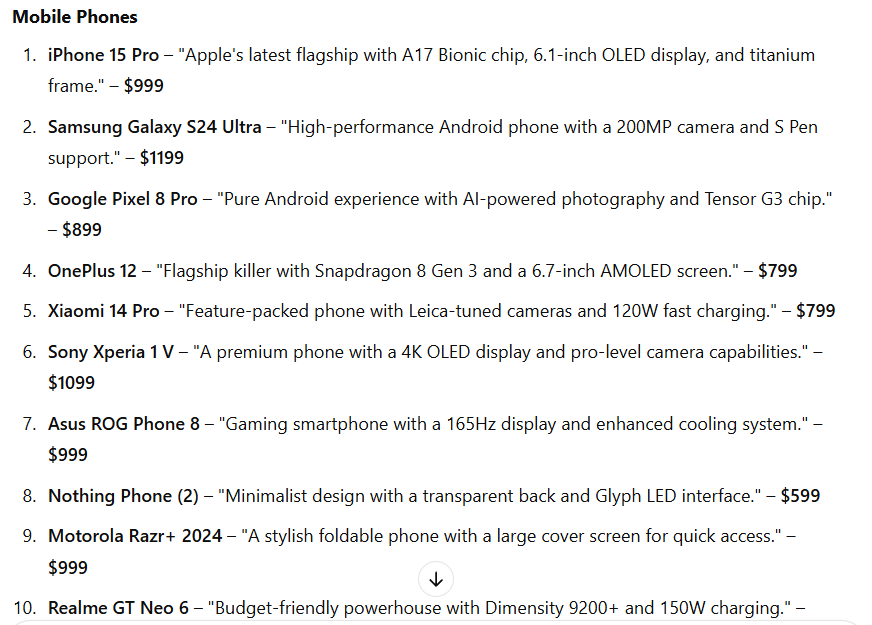 Mobile Phones
1. iPhone 15 Pro – "Apple's latest flagship with A17 Bionic chip, 6.1-inch OLED display, and titanium
frame." – $999
2. Samsung Galaxy S24 Ultra – "High-performance Android phone with a 200MP camera and S Pen
support." – $1199
3. Google Pixel 8 Pro – "Pure Android experience with AI-powered photography and Tensor G3 chip."
– $899
4. OnePlus 12 – "Flagship killer with Snapdragon 8 Gen 3 and a 6.7-inch AMOLED screen." – $799
5. Xiaomi 14 Pro – "Feature-packed phone with Leica-tuned cameras and 120W fast charging." – $799
6. Sony Xperia 1 V – "A premium phone with a 4K OLED display and pro-level camera capabilities." –
$1099
7. Asus ROG Phone 8 – "Gaming smartphone with a 165Hz display and enhanced cooling system." –
$999
8. Nothing Phone (2) – "Minimalist design with a transparent back and Glyph LED interface." – $599
9. Motorola Razr+ 2024 – "A stylish foldable phone with a large cover screen for quick access." –
$999
10. Realme GT Neo 6 – "Budget-friendly powerhouse with Dimensity 9200+ and 150W charging." –